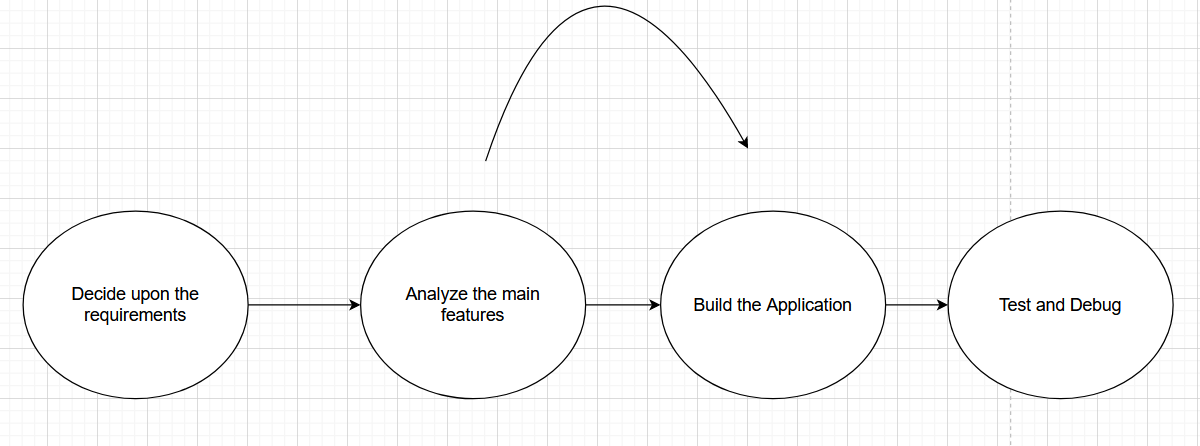 Decide upon the
requirements
Analyze the main
features
Build the Application
Test and Debug